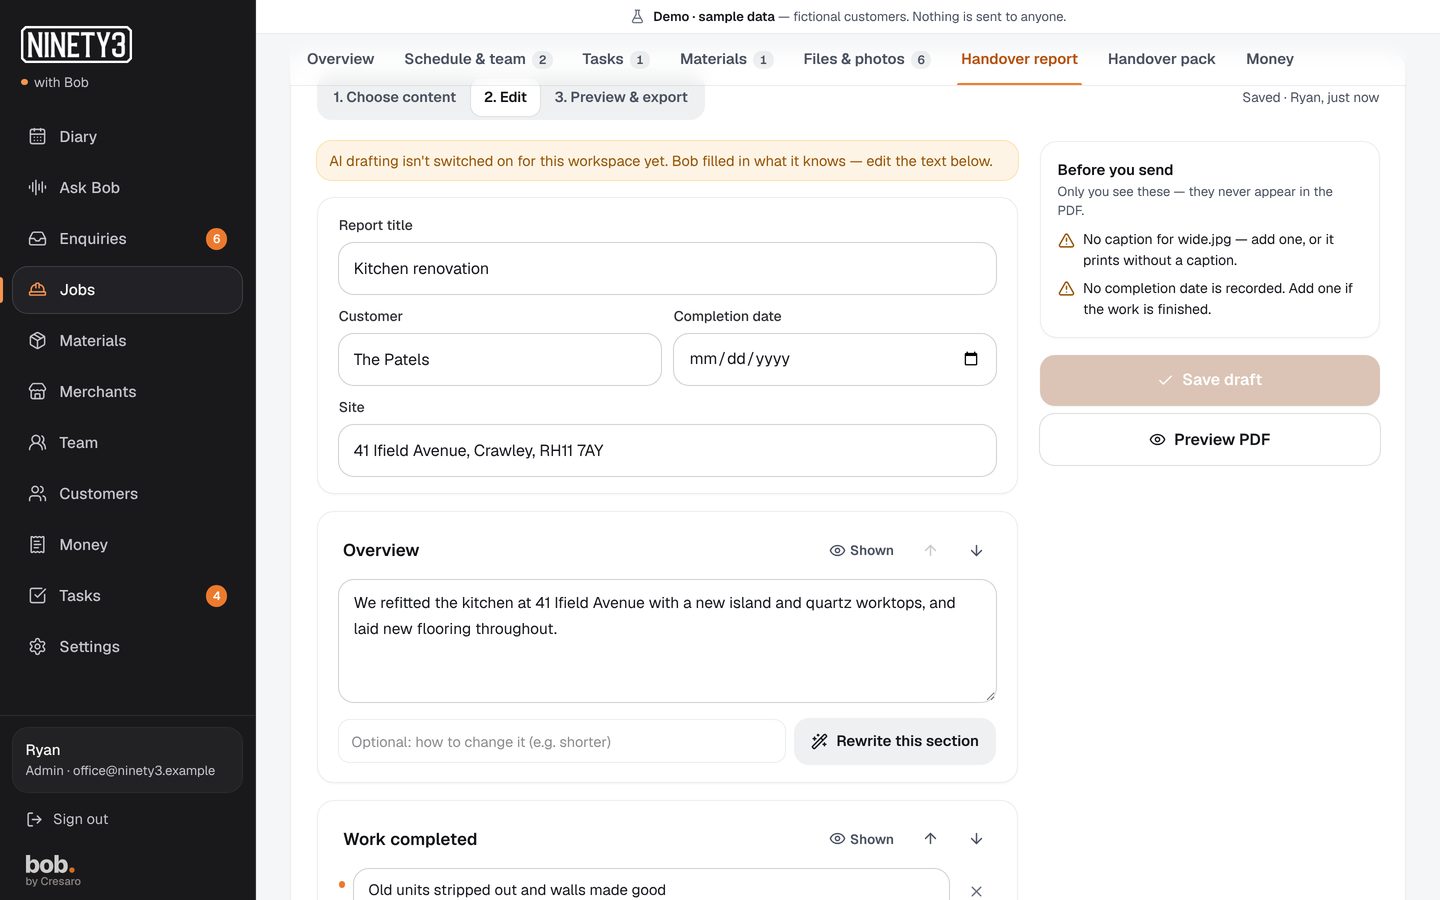 NINETY3
with Bob
Diary
Ask Bob
Enquiries 6
Jobs
Materials
Merchants
Team
Customers
Money
Tasks 4
Settings
Ryan
Admin · office@ninety3.example
Sign out
bob.
by Cresaro
Demo · sample data — fictional customers. Nothing is sent to anyone.
Overview Schedule & team 2 Tasks 1 Materials 1 Files & photos 6 Handover report Handover pack Money
1. Choose content 2. Edit 3. Preview & export
Saved · Ryan, just now
AI drafting isn't switched on for this workspace yet. Bob filled in what it knows — edit the text below.
Report title
Kitchen renovation
Customer Completion date
The Patels mm/dd/yyyy
Site
41 Ifield Avenue, Crawley, RH11 7AY
Overview Shown
We refitted the kitchen at 41 Ifield Avenue with a new island and quartz worktops, and
laid new flooring throughout.
Optional: how to change it (e.g. shorter) Rewrite this section
Work completed Shown
Old units stripped out and walls made good
Before you send
Only you see these — they never appear in the
PDF.
No caption for wide.jpg — add one, or it
prints without a caption.
No completion date is recorded. Add one if
the work is finished.
Save draft
Preview PDF